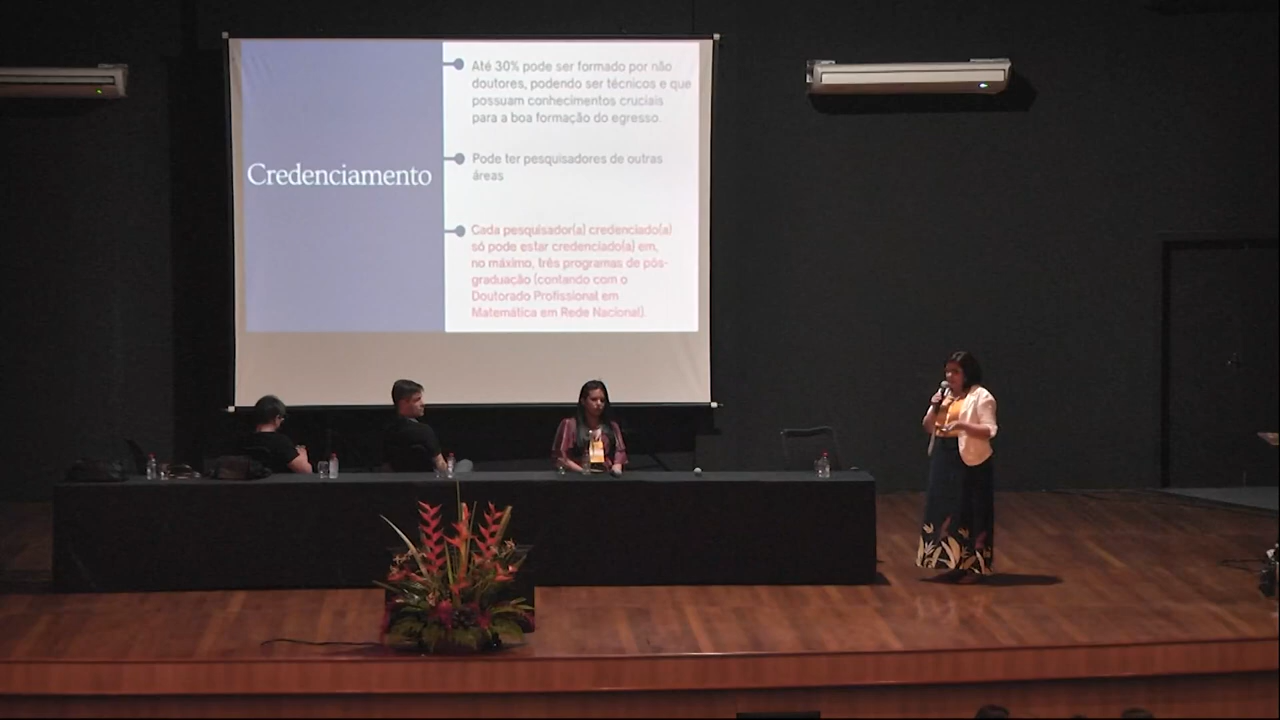 Credenciamento
Até 30% pode ser formado por não
doutores, podendo ser técnicos e que
possuam conhecimentos cruciais
para a boa formação do egresso.
Pode ter pesquisadores de outras
áreas
Cada pesquisador(a) credenciado(a)
só pode estar credenciado(a) em,
no máximo, três programas de pós-
graduação (contando com o
Doutorado Profissional em
Matemática em Rede Nacional).